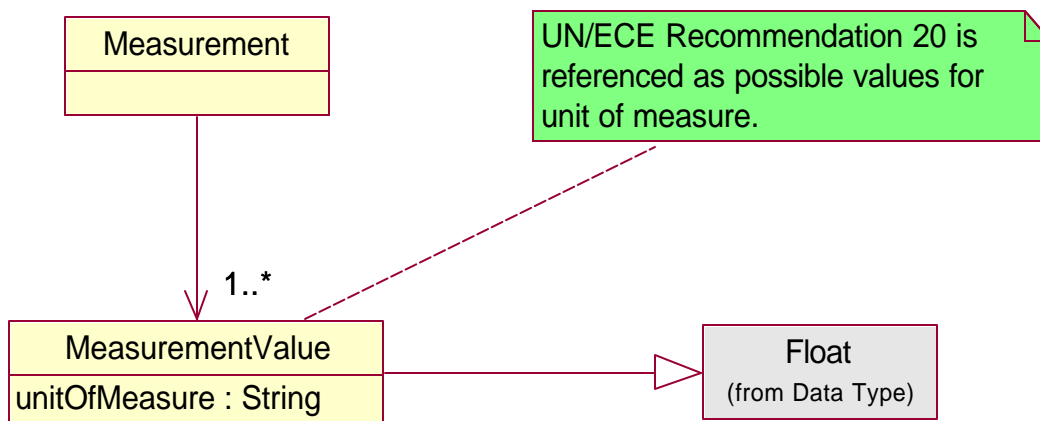 Measurement
UN/ECE Recommendation 20 is
referenced as possible values for
unit of measure.
1..*
MeasurementValue
unitOfMeasure : String
Float
(from Data Type)